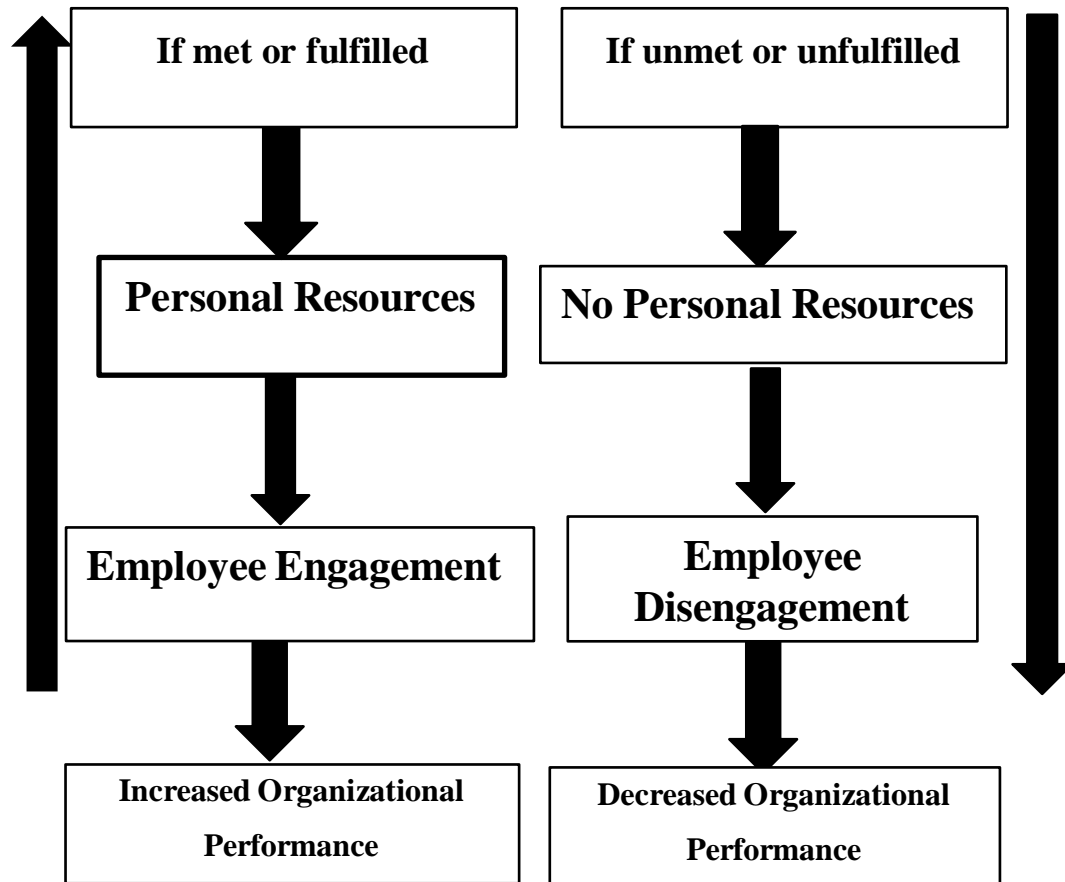 If met or fulfilled
If unmet or unfulfilled
Personal Resources
No Personal Resources
Employee Engagement
Employee
Disengagement
Increased Organizational
Performance
Decreased Organizational
Performance